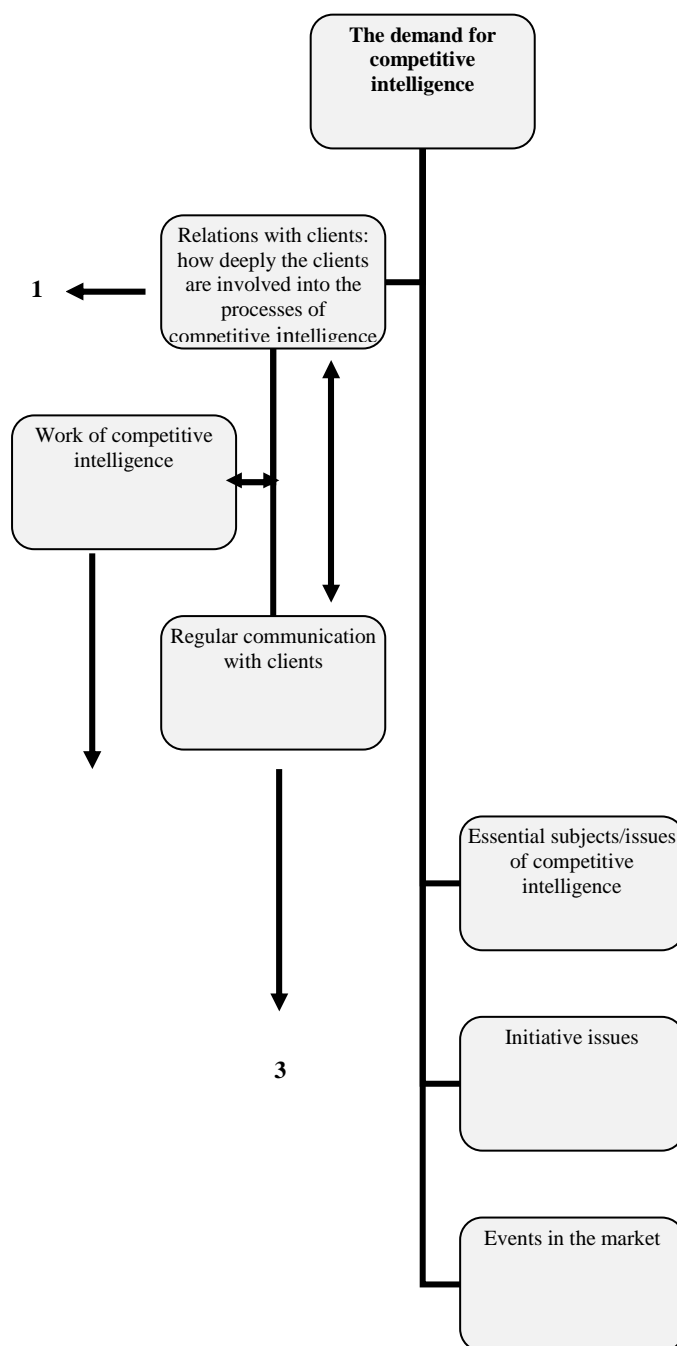 The demand for
competitive
intelligence
Relations with clients:
how deeply the clients
are involved into the
processes of
competitive intelligence
1
Work of competitive
intelligence
Regular communication
with clients
Essential subjects/issues
of competitive
intelligence
Initiative issues
3
Events in the market